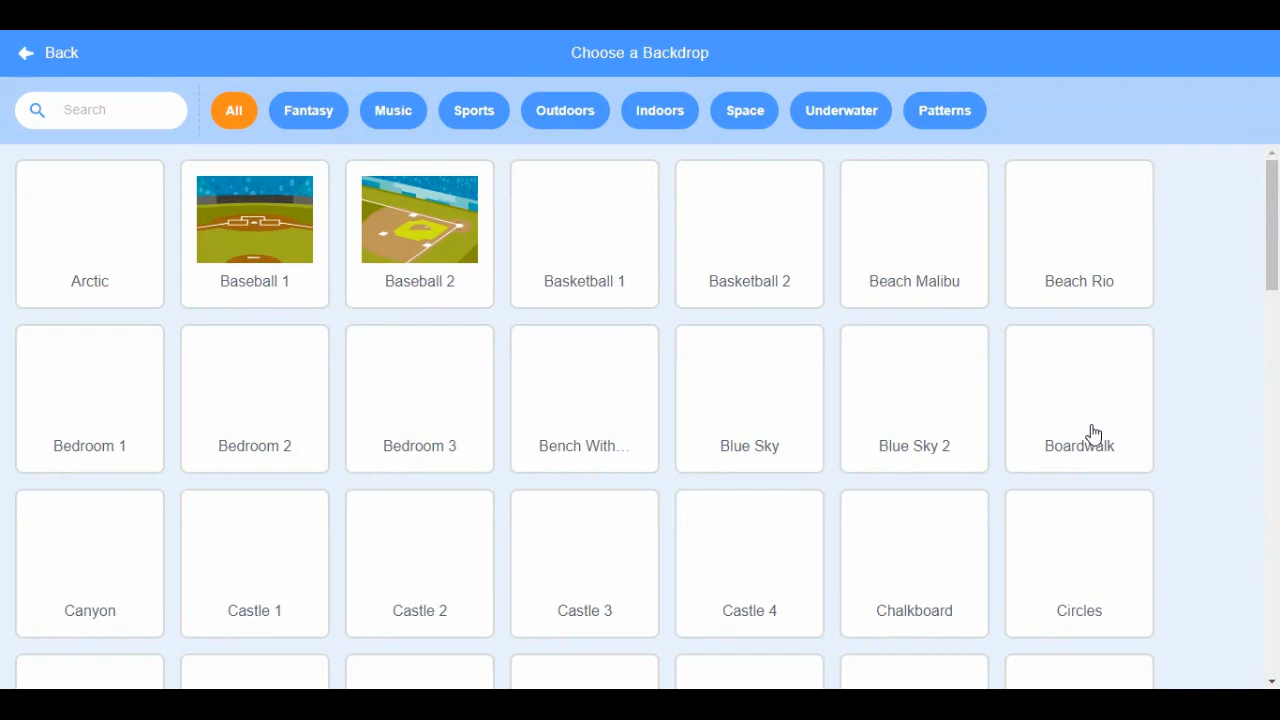 Back
Choose a Backdrop
Search
All
Fantasy
Music
Sports
Outdoors
Indoors
Space
Underwater
Patterns
Arctic
Baseball 1
Baseball 2
Basketball 1
Basketball 2
Beach Malibu
Beach Rio
Bedroom 1
Bedroom 2
Bedroom 3
Bench With...
Blue Sky
Blue Sky 2
Boardwalk
Canyon
Castle 1
Castle 2
Castle 3
Castle 4
Chalkboard
Circles